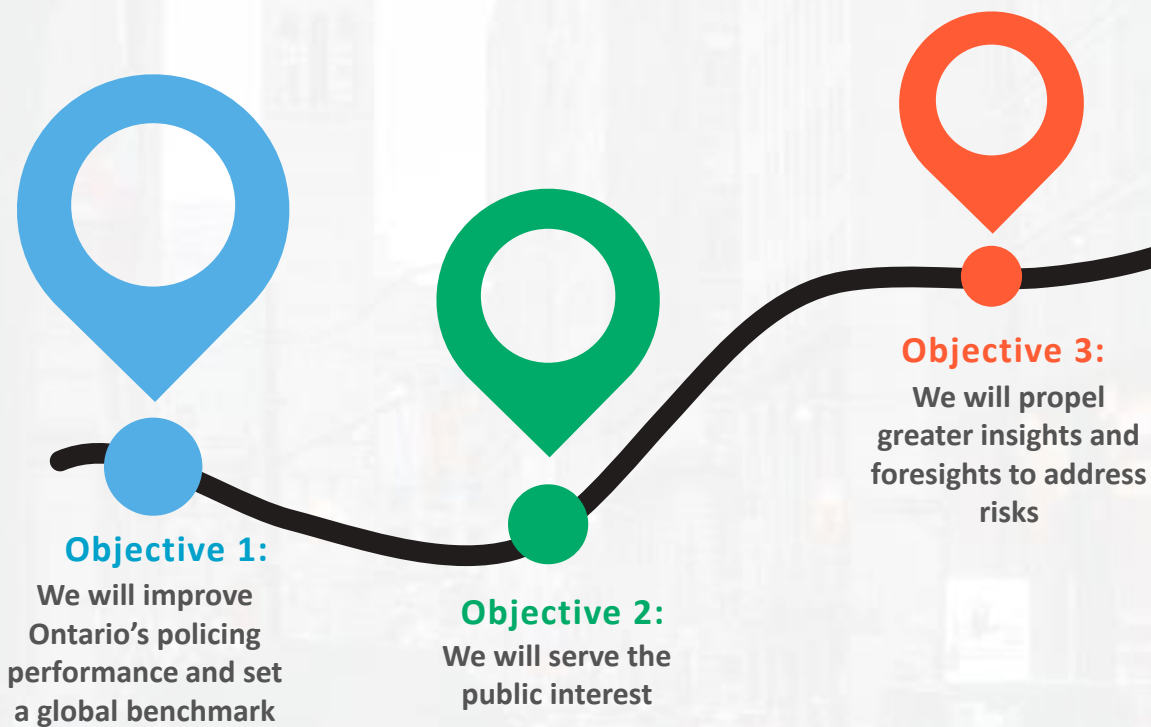 Objective 1:
We will improve
Ontario’s policing
performance and set
a global benchmark
Objective 2:
We will serve the
public interest
Objective 3:
We will propel
greater insights and
foresights to address
risks